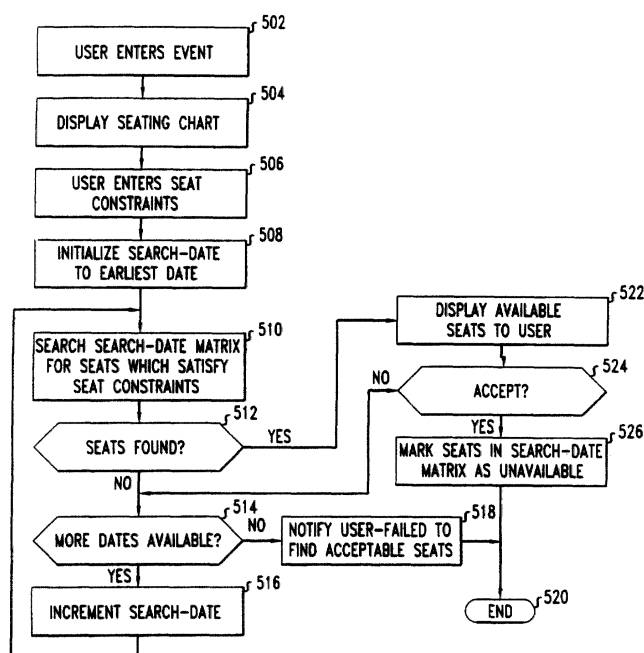 502
USER ENTERS EVENT
504
DISPLAY SEATING CHART
506
USER ENTERS SEAT
CONSTRAINTS
508
INITIALIZE SEARCH-DATE
TO EARLIEST DATE
510
SEARCH SEARCH-DATE MATRIX
FOR SEATS WHICH SATISFY
SEAT CONSTRAINTS
512
SEATS FOUND?
YES
NO
514
MORE DATES AVAILABLE?
NO
YES
516
INCREMENT SEARCH-DATE
518
NOTIFY USER-FAILED TO
FIND ACCEPTABLE SEATS
522
DISPLAY AVAILABLE
SEATS TO USER
524
NO
ACCEPT?
YES
526
MARK SEATS IN SEARCH-DATE
MATRIX AS UNAVAILABLE
END
520